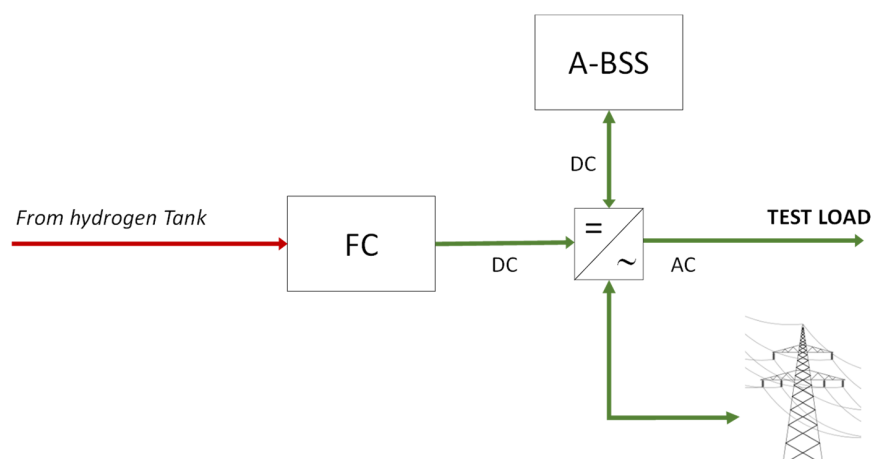 A-BSS
DC
From hydrogen Tank
FC
DC
=
~
AC
TEST LOAD